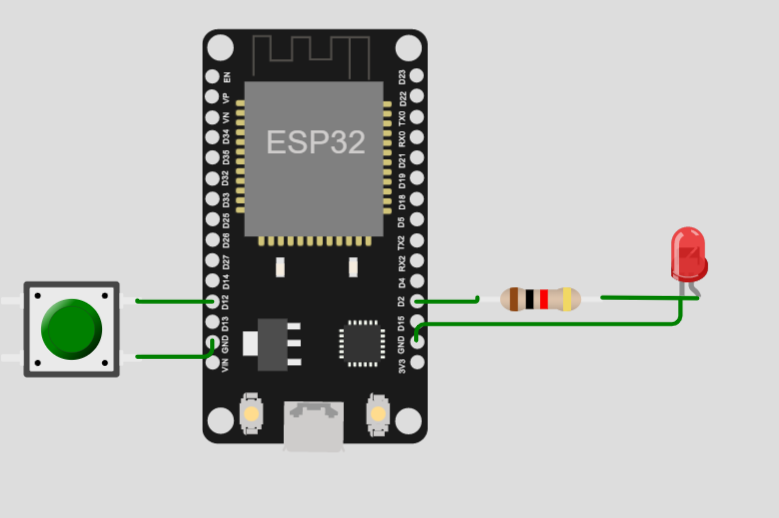 ESP32
EN
VP
VN
D34
D35
D32
D33
D25
D26
D27
D14
D12
D13
GND
VIN
D23
D22
TX0
RX0
D21
D19
D18
D5
TX2
RX2
D4
D2
D15
GND
3V3